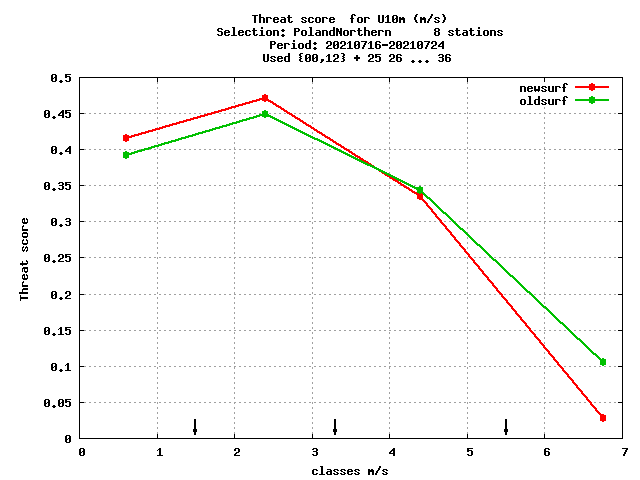 Threat score  for U10m (m/s)
Selection: PolandNorthern      8 stations
Period: 20210716-20210724
Used {00,12} + 25 26 ... 36
newsurf
oldsurf
0.5
0.45
0.4
0.35
0.3
0.25
0.2
0.15
0.1
0.05
0
Threat score
0 1 2 3 4 5 6 7
classes m/s